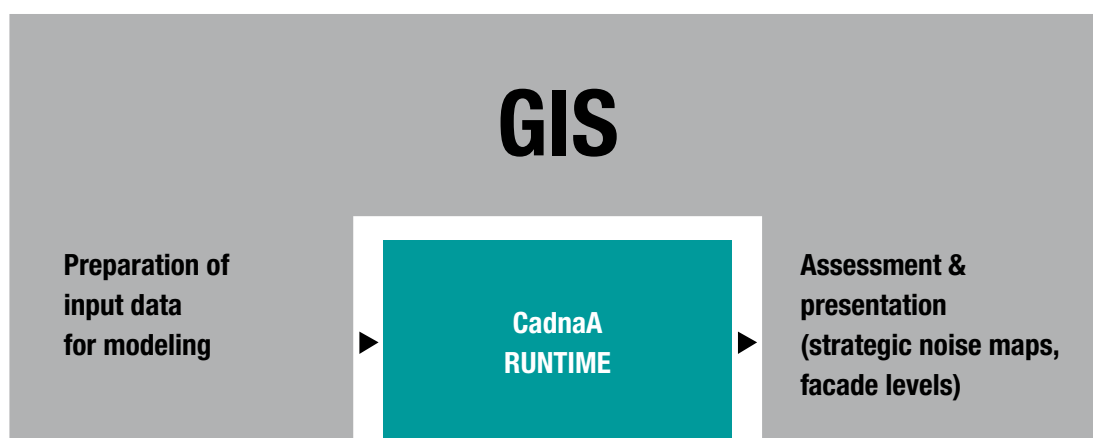 GIS
Preparation of
input data
for modeling
CadnaA
RUNTIME
Assessment &
presentation
(strategic noise maps,
facade levels)